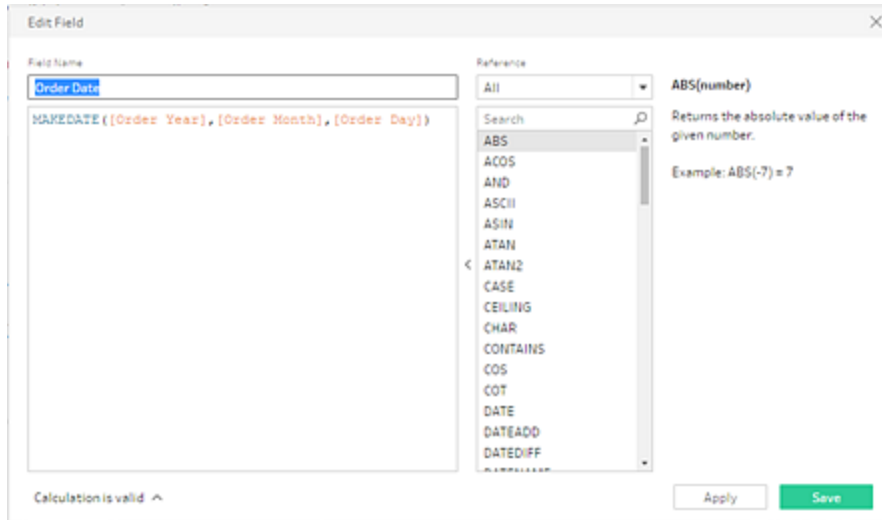 Edit Field
Field Name
Order Date
MAKEDATE([Order Year],[Order Month],[Order Day])
Calculation is valid
Reference
All
Search
ABS
ACOS
AND
ASCII
ASIN
ATAN
ATAN2
CASE
CEILING
CHAR
CONTAINS
COS
COT
DATE
DATEADD
DATEDIFF
DATENAME
ABS(number)
Returns the absolute value of the
given number.
Example: ABS(-7) = 7
Apply
Save